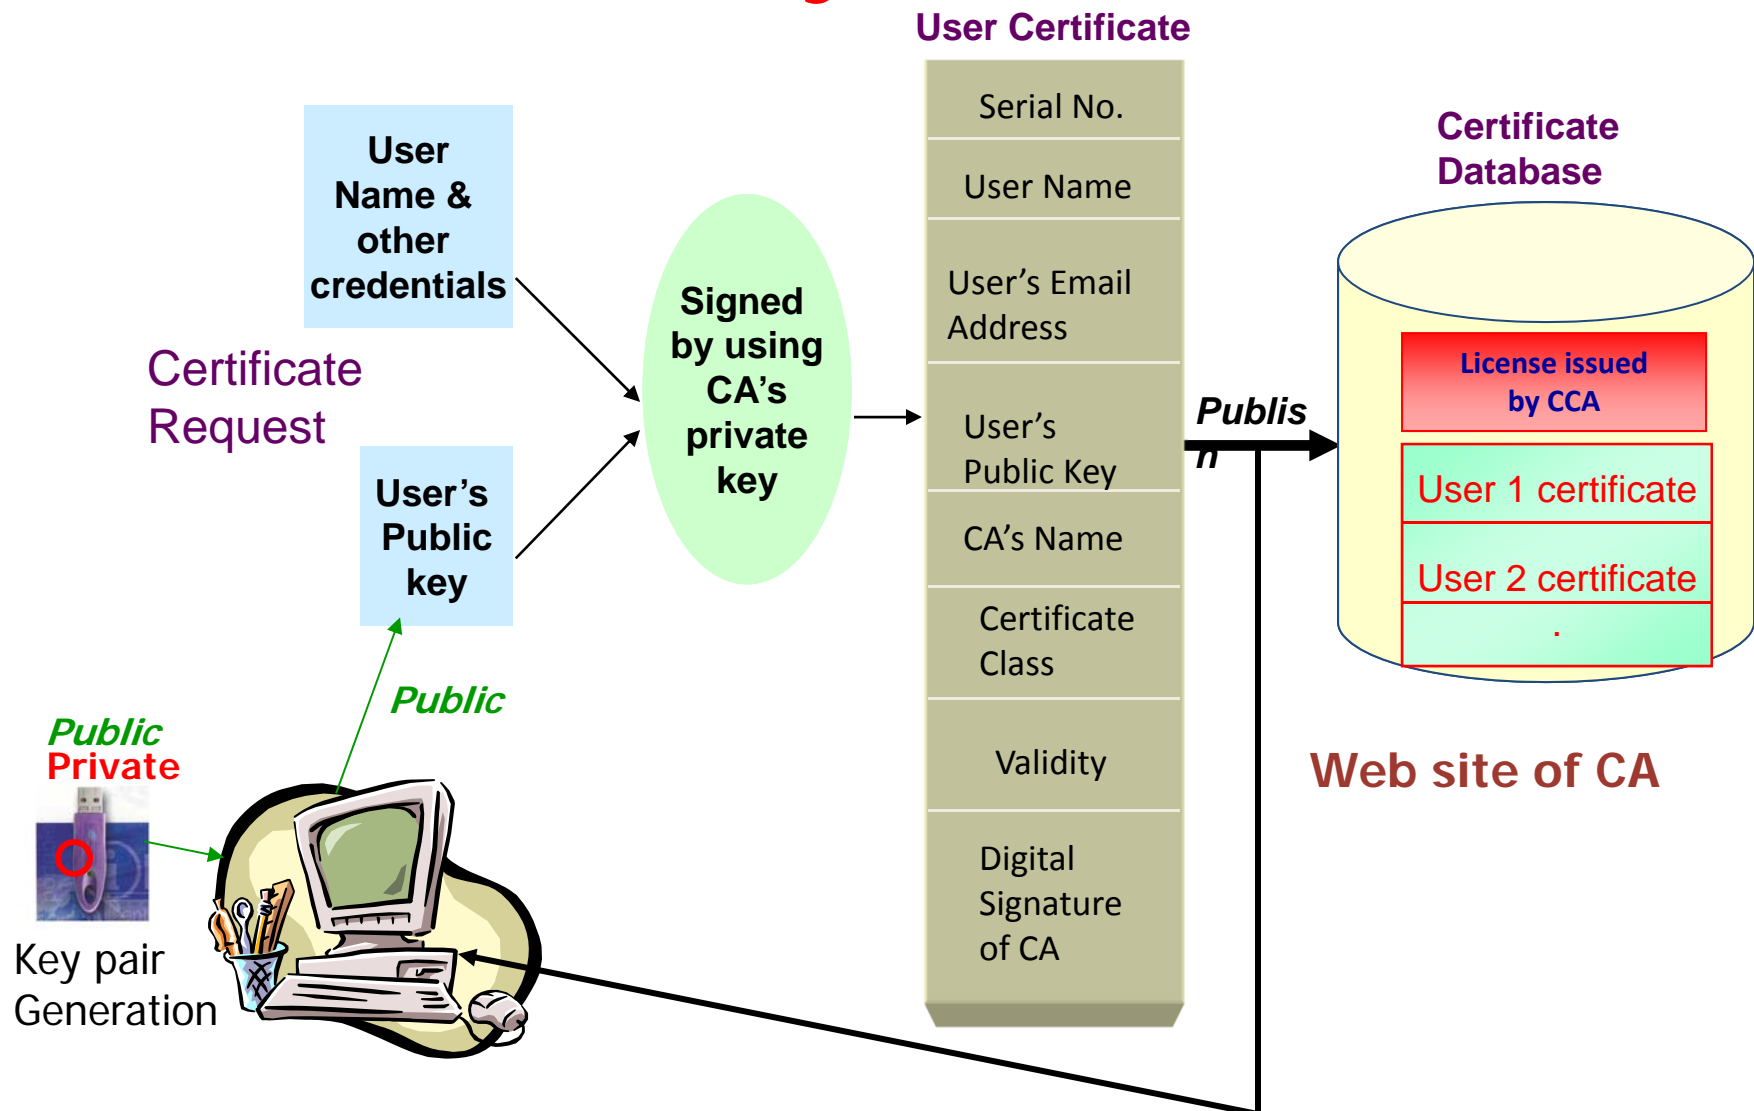 User Certificate
Serial No.
User Name
User’s Email
Address
User’s
Public Key
CA’s Name
Certificate
Class
Validity
Digital
Signature
of CA
User
Name &
other
credentials
Certificate
Request
User’s
Public
key
Signed
by using
CA’s
private
key
Publis
h
Certificate
Database
License issued
by CCA
User 1 certificate
User 2 certificate
.
Web site of CA
Public
Public
Private
Key pair
Generation